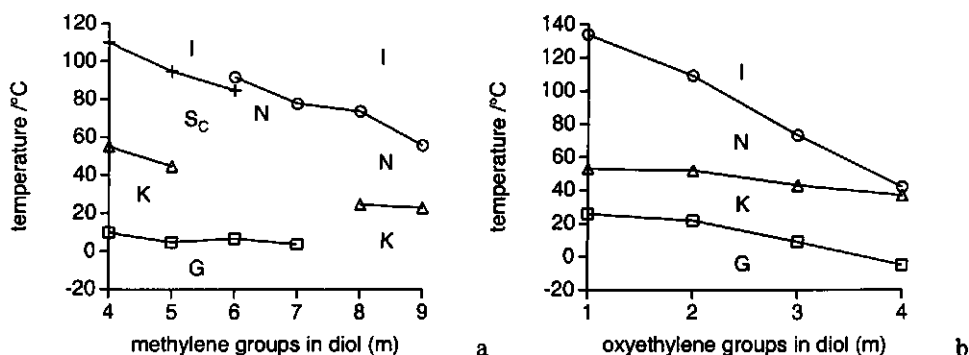 120
100
80
60
40
20
0
-20
temperature /°C
I
I
S_C
N
N
K
K
G
4
5
6
7
8
9
methylene groups in diol (m)
a
140
120
100
80
60
40
20
0
-20
temperature /°C
I
N
K
G
1
2
3
4
oxyethylene groups in diol (m)
b